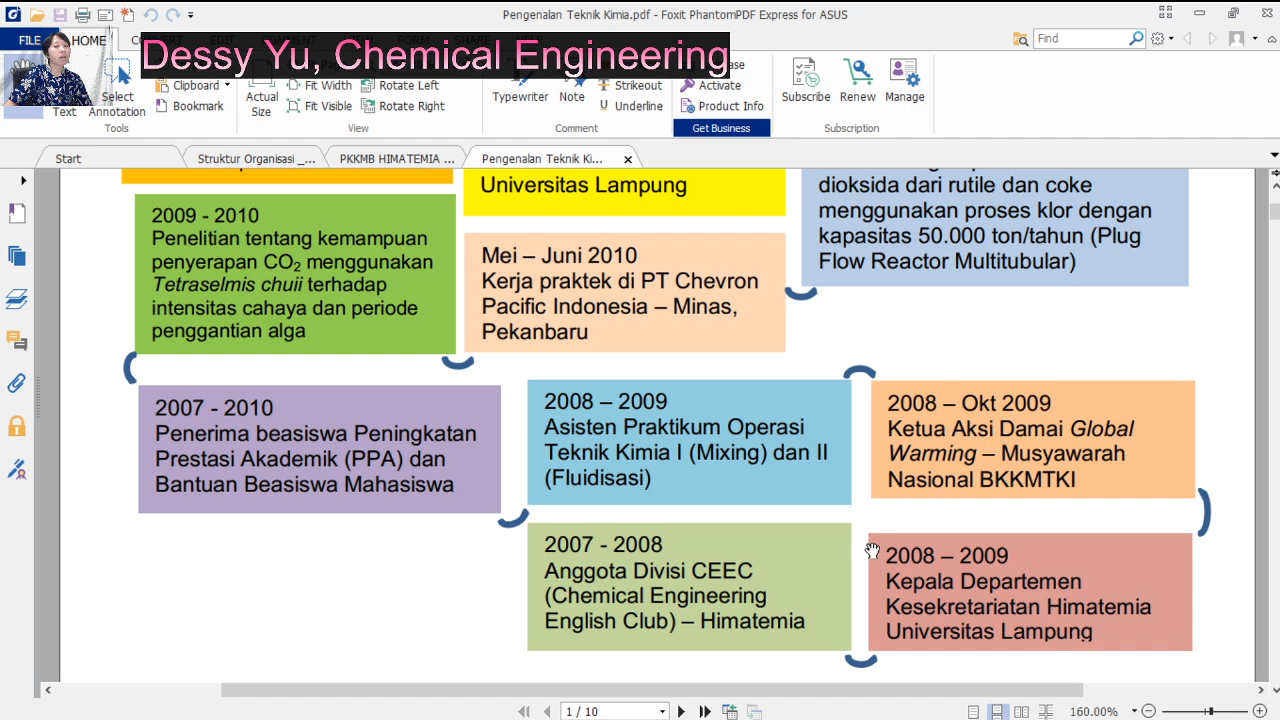 Pengenalan Teknik Kimia.pdf - Foxit PhantomPDF Express for ASUS
FILE
HOME
Find
Dessy Yu, Chemical Engineering
Text
Select
Annotation
Clipboard
Bookmark
Tools
Actual
Size
Fit Width
Fit Visible
Rotate Left
Rotate Right
View
Typewriter
Note
Strikeout
Underline
Comment
Activate
Product Info
Get Business
Subscribe
Renew
Manage
Subscription
Start
Struktur Organisasi _...
PKKMB HIMATEMIA ...
Pengenalan Teknik Ki...
Universitas Lampung
dioksida dari rutile dan coke
menggunakan proses klor dengan
kapasitas 50.000 ton/tahun (Plug
Flow Reactor Multitubular)
2009 - 2010
Penelitian tentang kemampuan
penyerapan CO2 menggunakan
Tetraselmis chuii terhadap
intensitas cahaya dan periode
penggantian alga
Mei – Juni 2010
Kerja praktek di PT Chevron
Pacific Indonesia – Minas,
Pekanbaru
2007 - 2010
Penerima beasiswa Peningkatan
Prestasi Akademik (PPA) dan
Bantuan Beasiswa Mahasiswa
2008 – 2009
Asisten Praktikum Operasi
Teknik Kimia I (Mixing) dan II
(Fluidisasi)
2008 – Okt 2009
Ketua Aksi Damai Global
Warming – Musyawarah
Nasional BKKMTKI
2007 - 2008
Anggota Divisi CEEC
(Chemical Engineering
English Club) – Himatemia
2008 – 2009
Kepala Departemen
Kesekretariatan Himatemia
Universitas Lampung
1 / 10
160.00%